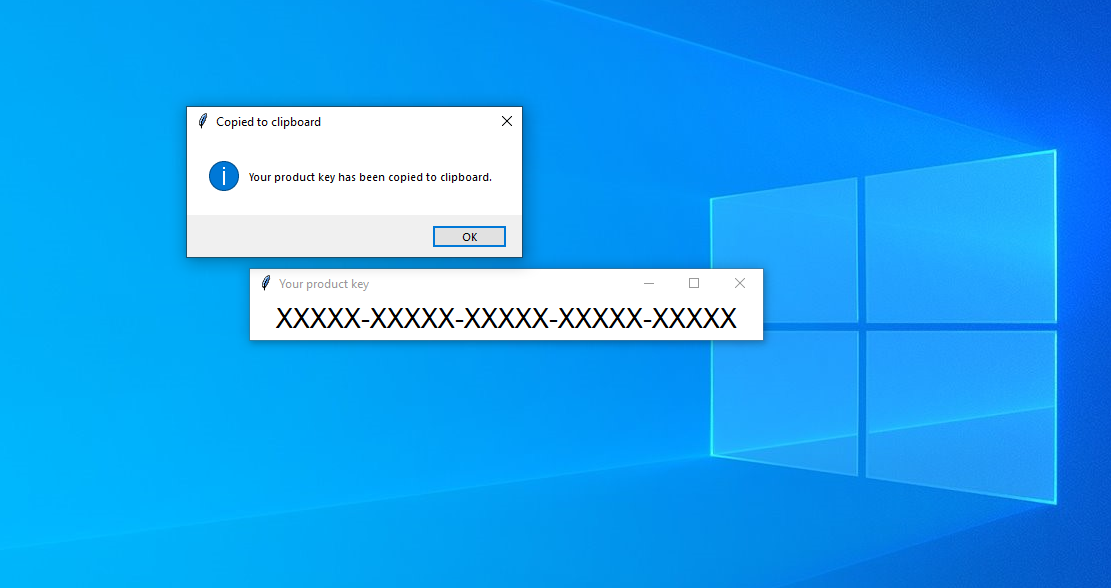 Copied to clipboard
Your product key has been copied to clipboard.
OK
Your product key
XXXXX-XXXXX-XXXXX-XXXXX-XXXXX